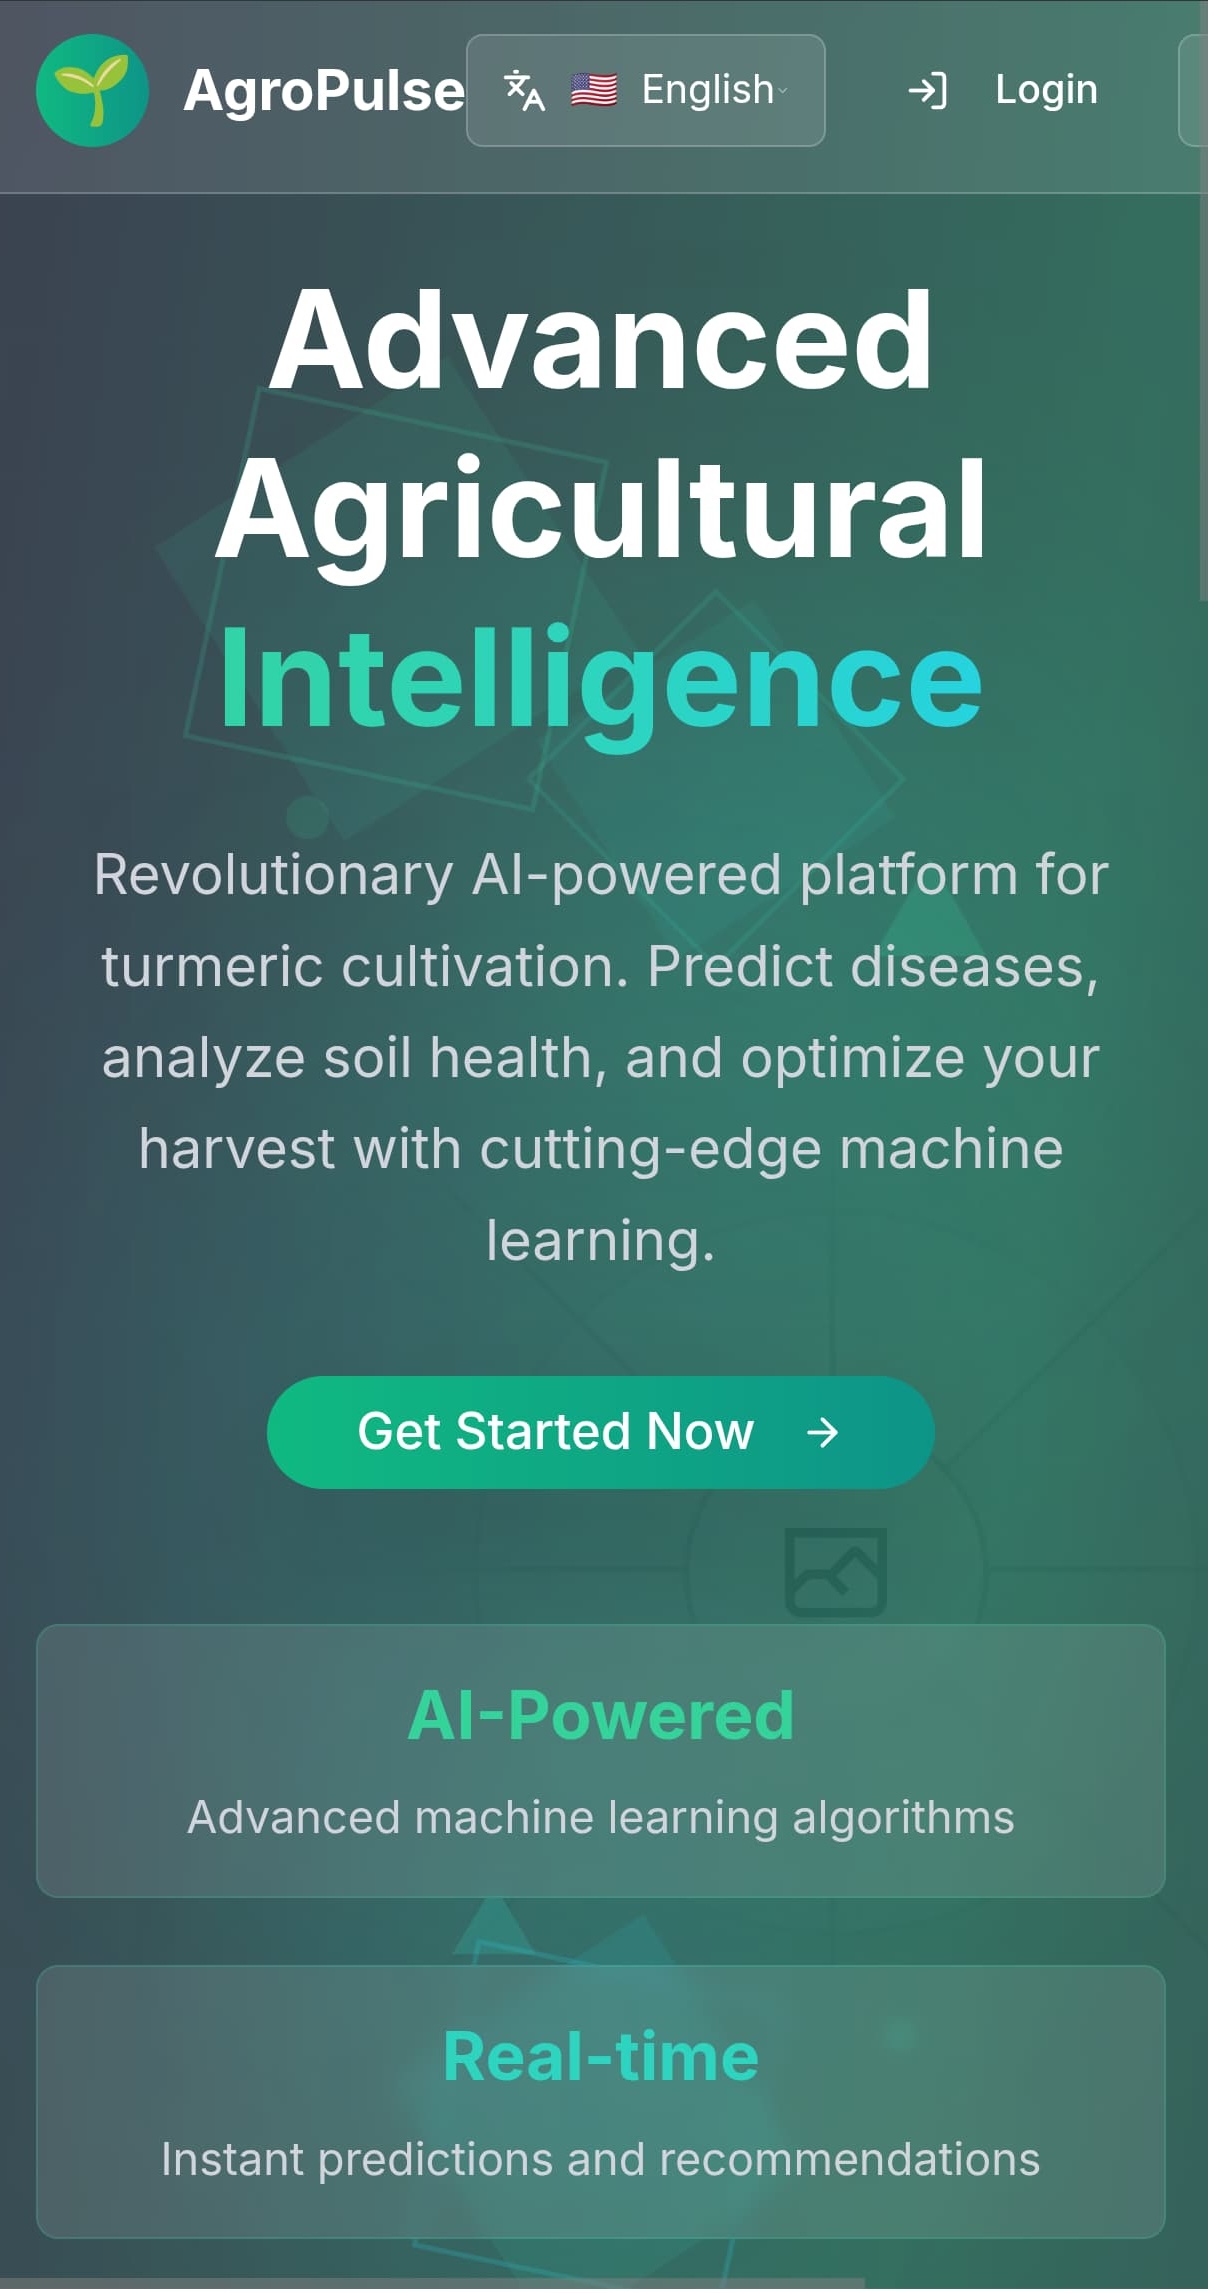 AgroPulse
🇺🇸 English
Login
Advanced
Agricultural
Intelligence
Revolutionary AI-powered platform for
turmeric cultivation. Predict diseases,
analyze soil health, and optimize your
harvest with cutting-edge machine
learning.
Get Started Now →
AI-Powered
Advanced machine learning algorithms
Real-time
Instant predictions and recommendations